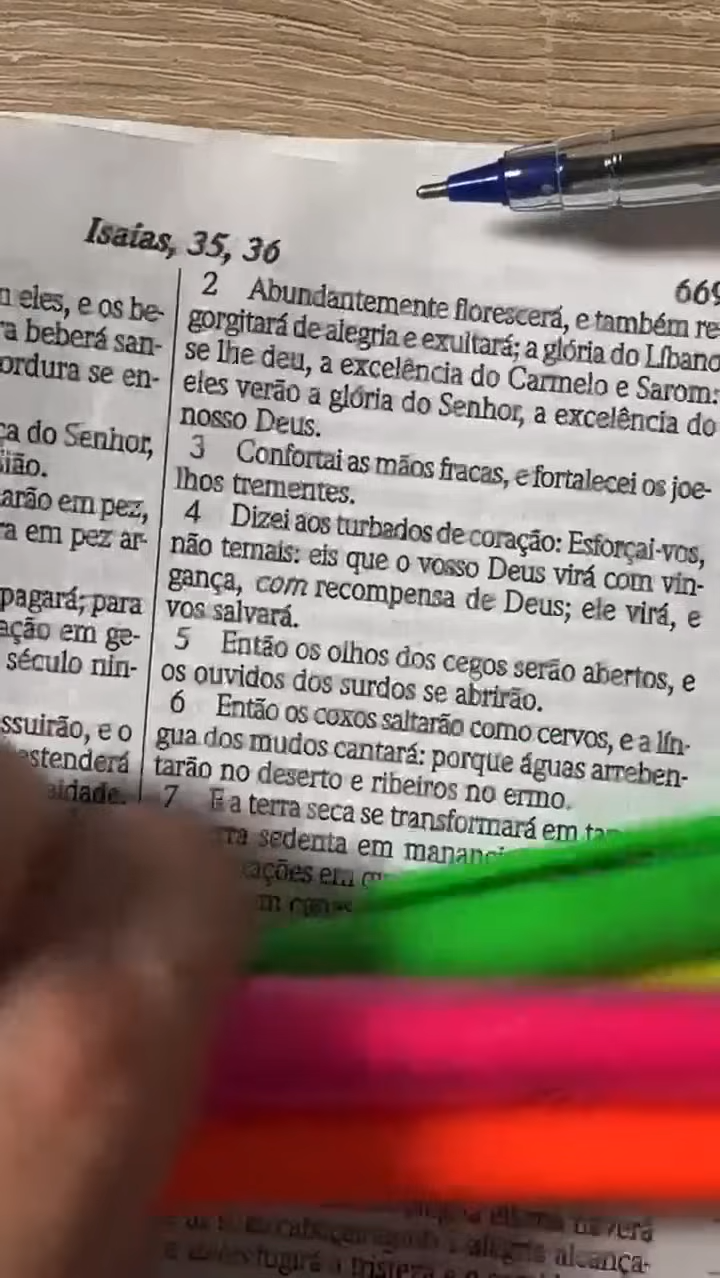 Isaías, 35, 36
669
eles, e os be-
beberá san-
ordura se en-
do Senhor,
arão em pez,
em pez ar-
pagará; para
ação em ge-
século nin-
ssuirão, e o
estenderá
2 Abundantemente florescerá, e também re-
gorgitará de alegria e exultará; a glória do Líbano
se lhe deu, a excelência do Carmelo e Sarom:
eles verão a glória do Senhor, a excelência do
nosso Deus.
3 Confortai as mãos fracas, e fortalecei os joe-
lhos trementes.
4 Dizei aos turbados de coração: Esforçai-vos,
não temais: eis que o vosso Deus virá com vin-
gança, com recompensa de Deus; ele virá, e
vos salvará.
5 Então os olhos dos cegos serão abertos, e
os ouvidos dos surdos se abrirão.
6 Então os coxos saltarão como cervos, e a lín-
gua dos mudos cantará: porque águas arreben-
tarão no deserto e ribeiros no ermo.
7 E a terra seca se transformará em
sedenta em
alegria alcança-
fugirá a tristeza